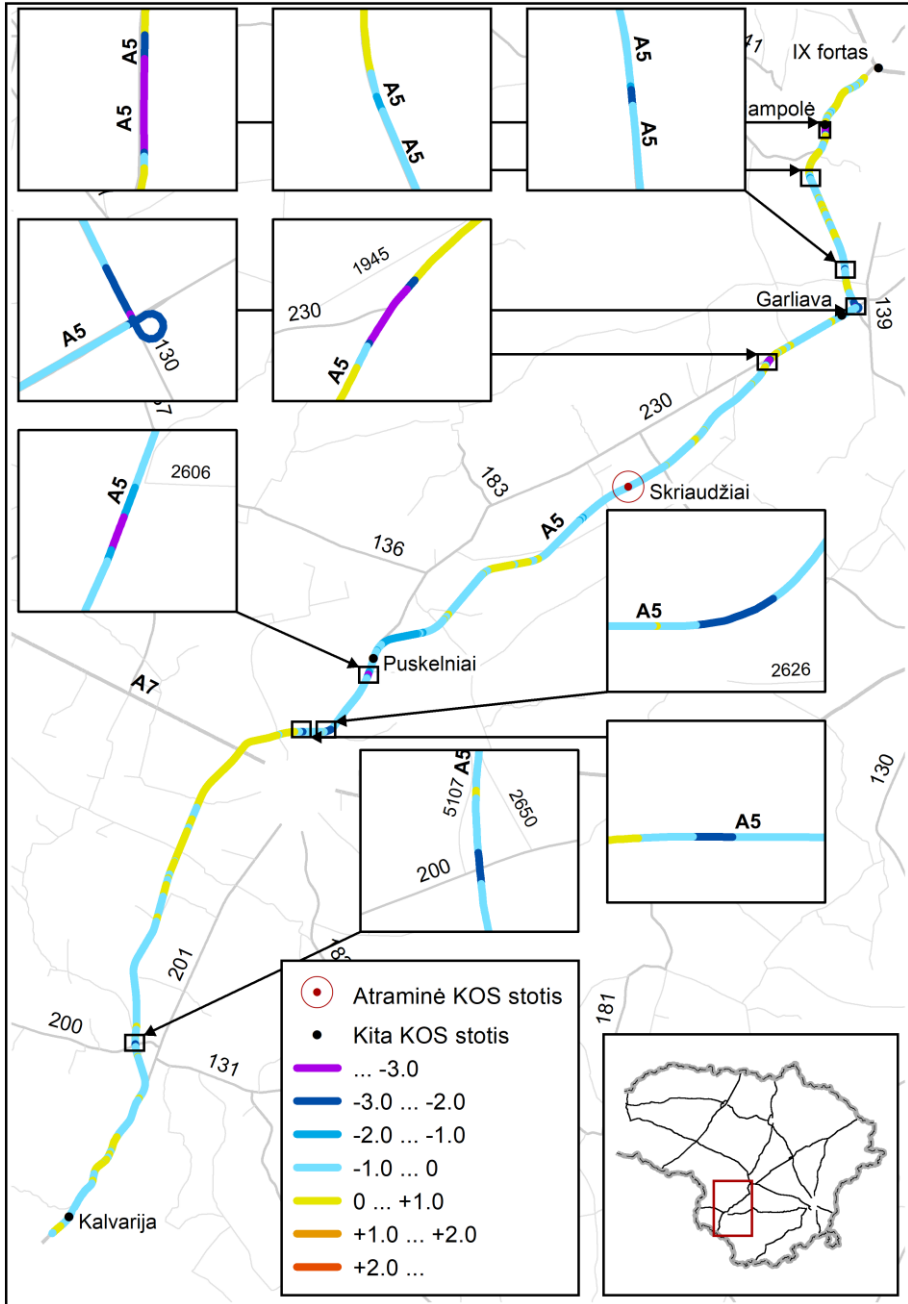 A5
A5
A5
A5
A5
A5
IX fortas
ampolė
1945
230
A5
A5
130
139
Garliava
230
2606
A5
183
Skriaudžiai
A5
136
A5
2626
Puskelniai
A7
A5
5107
2650
200
A5
130
201
200
131
181
Kalvarija
Atraminė KOS stotis
Kita KOS stotis
... -3.0
-3.0 ... -2.0
-2.0 ... -1.0
-1.0 ... 0
0 ... +1.0
+1.0 ... +2.0
+2.0 ...